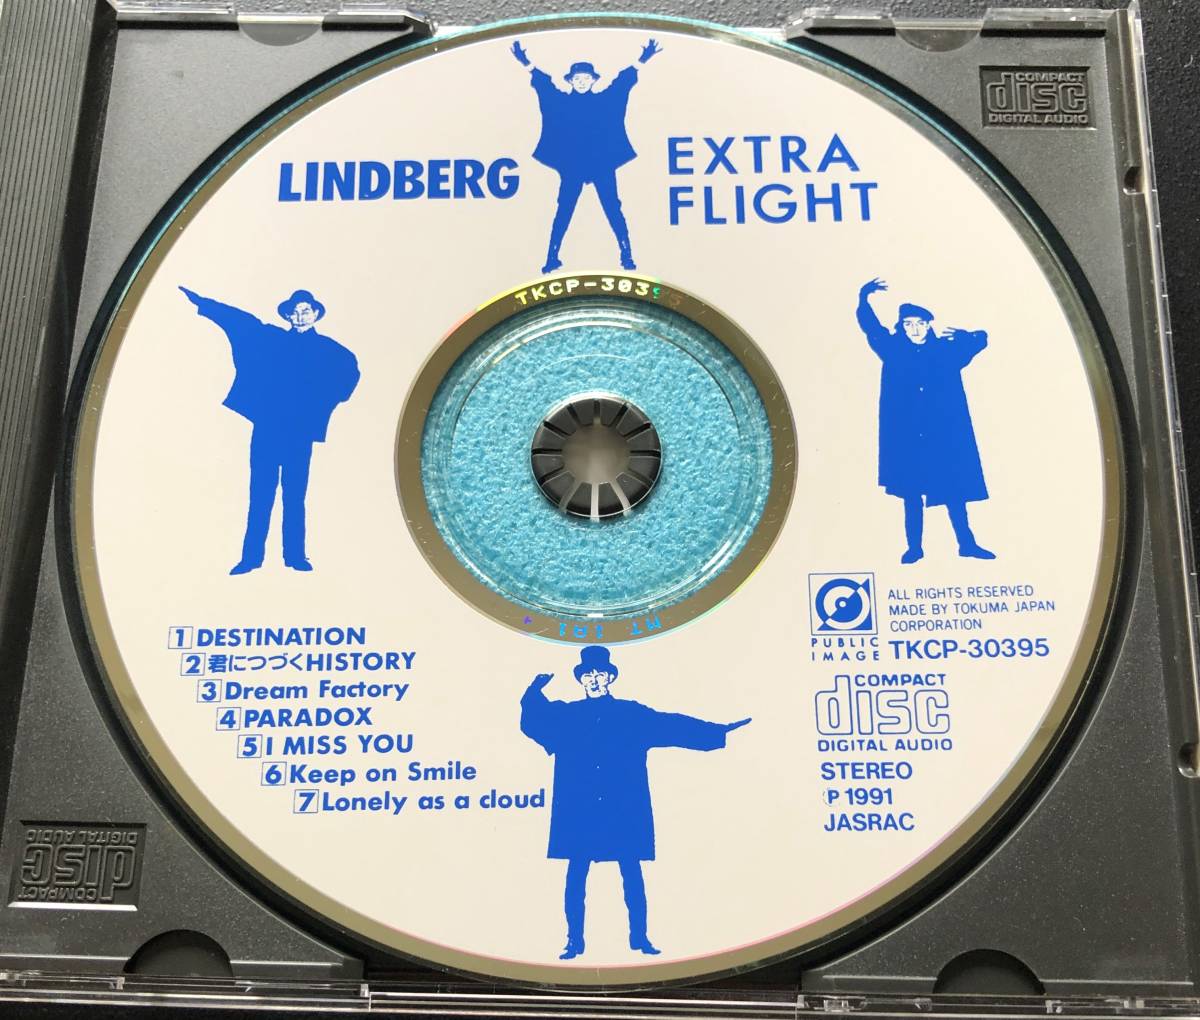 LINDBERG
EXTRA
FLIGHT
COMPACT
disc
DIGITAL AUDIO
TKCP-30395
1 DESTINATION
2 君につづくHISTORY
3 Dream Factory
4 PARADOX
5 I MISS YOU
6 Keep on Smile
7 Lonely as a cloud
MT 1A1 +
PUBLIC
IMAGE
ALL RIGHTS RESERVED
MADE BY TOKUMA JAPAN
CORPORATION
TKCP-30395
COMPACT
disc
DIGITAL AUDIO
STEREO
℗1991
JASRAC
COMPACT
disc
DIGITAL AUDIO